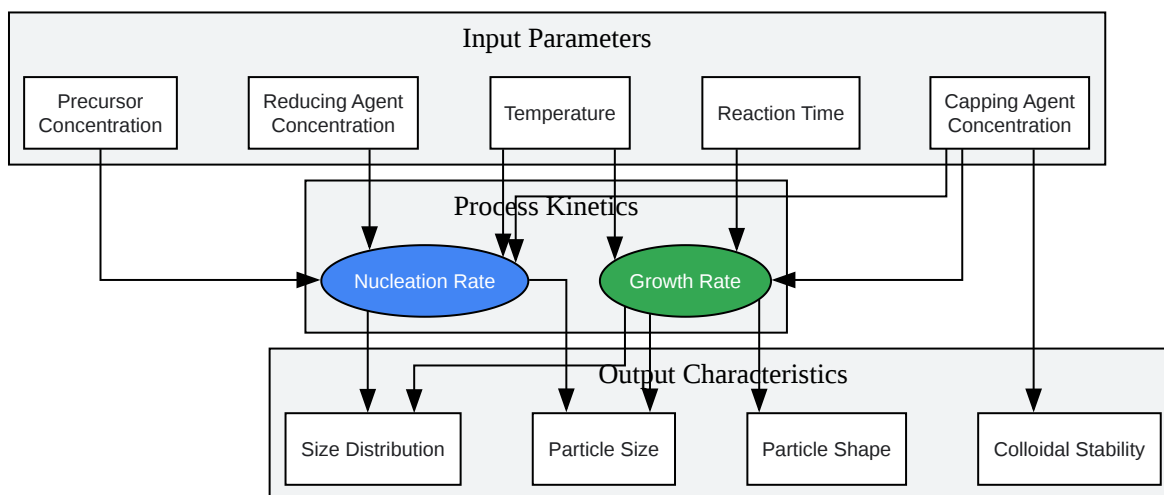 Input Parameters
Precursor
Concentration
Reducing Agent
Concentration
Temperature
Reaction Time
Capping Agent
Concentration
Process Kinetics
Nucleation Rate
Growth Rate
Output Characteristics
Size Distribution
Particle Size
Particle Shape
Colloidal Stability